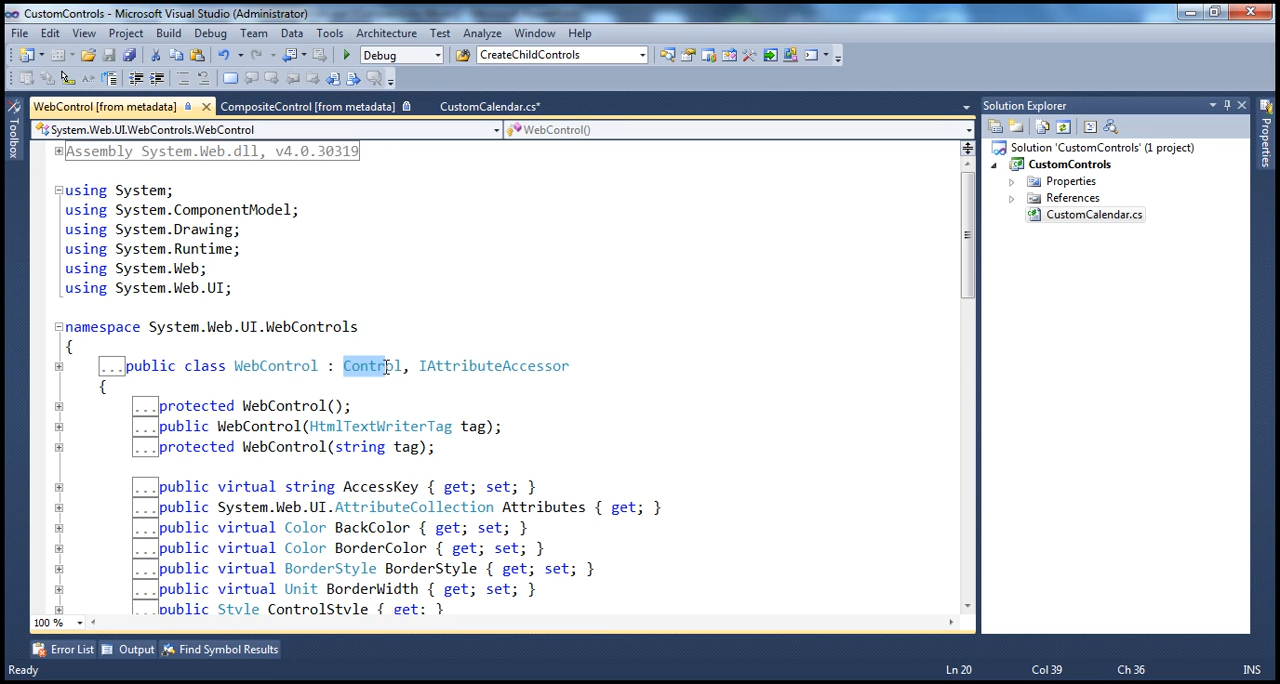 CustomControls - Microsoft Visual Studio (Administrator)
File Edit View Project Build Debug Team Data Tools Architecture Test Analyze Window Help
Debug CreateChildControls
WebControl [from metadata] CompositeControl [from metadata] CustomCalendar.cs*
System.Web.UI.WebControls.WebControl WebControl()
Assembly System.Web.dll, v4.0.30319
using System;
using System.ComponentModel;
using System.Drawing;
using System.Runtime;
using System.Web;
using System.Web.UI;
namespace System.Web.UI.WebControls
{
...public class WebControl : Control, IAttributeAccessor
{
...protected WebControl();
...public WebControl(HtmlTextWriterTag tag);
...protected WebControl(string tag);
...public virtual string AccessKey { get; set; }
...public System.Web.UI.AttributeCollection Attributes { get; }
...public virtual Color BackColor { get; set; }
...public virtual Color BorderColor { get; set; }
...public virtual BorderStyle BorderStyle { get; set; }
...public virtual Unit BorderWidth { get; set; }
...public Style ControlStyle { get; }
100 %
Toolbox
Solution Explorer
Solution 'CustomControls' (1 project)
CustomControls
Properties
References
CustomCalendar.cs
Properties
Error List Output Find Symbol Results
Ready Ln 20 Col 39 Ch 36 INS